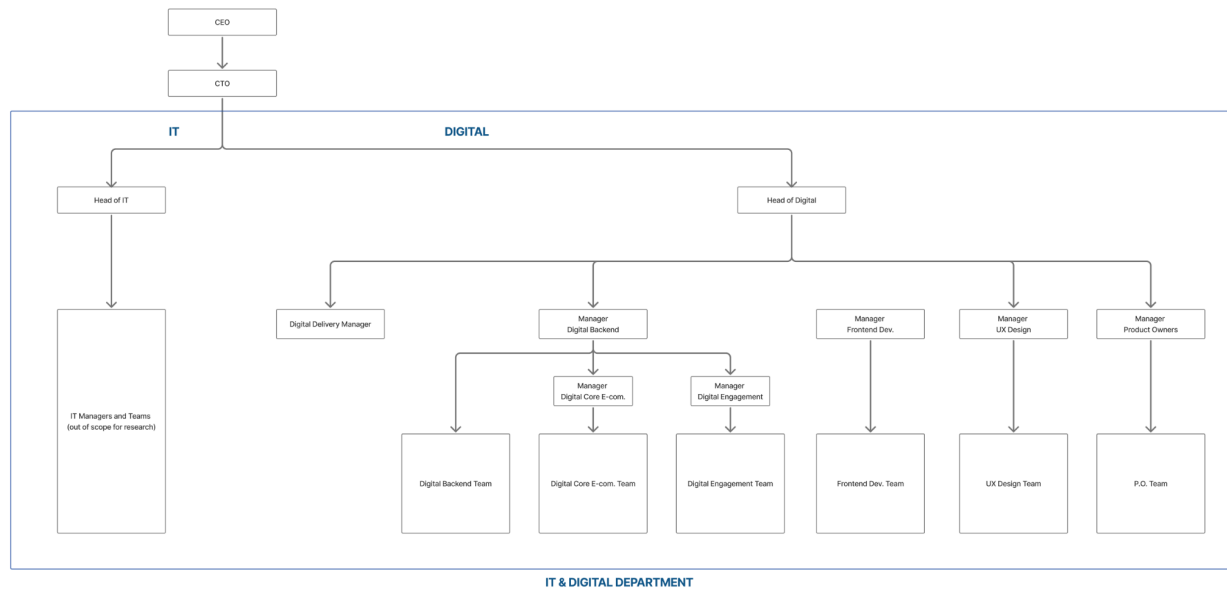 CEO
CTO
IT
DIGITAL
Head of IT
Head of Digital
Digital Delivery Manager
Manager
Digital Backend
Manager
Frontend Dev.
Manager
UX Design
Manager
Product Owners
Manager
Digital Core E-com.
Manager
Digital Engagement
IT Managers and Teams
(out of scope for research)
Digital Backend Team
Digital Core E-com. Team
Digital Engagement Team
Frontend Dev. Team
UX Design Team
P.O. Team
IT & DIGITAL DEPARTMENT